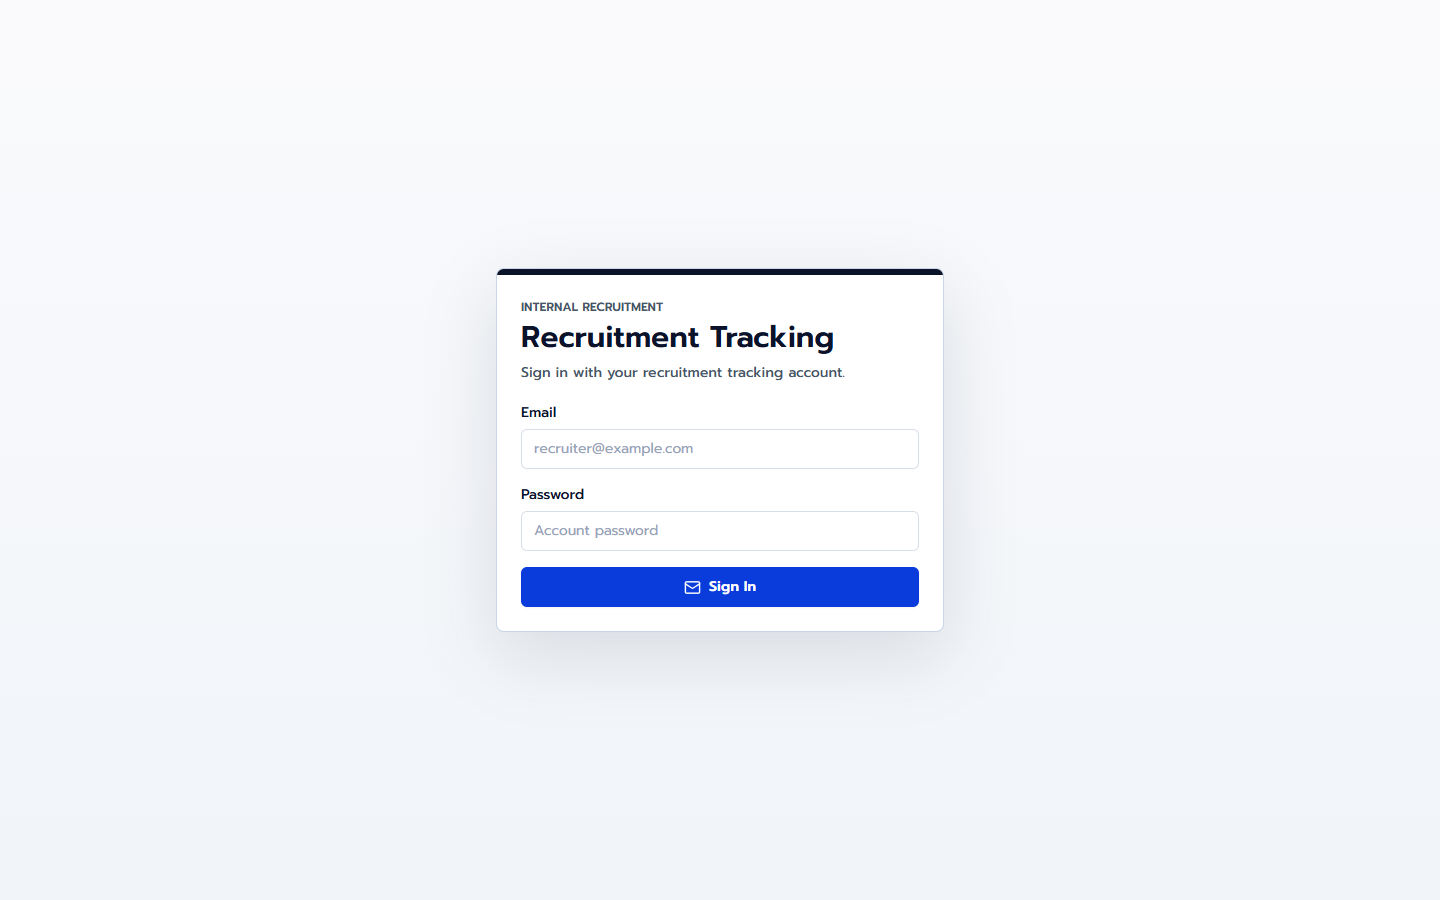 INTERNAL RECRUITMENT
Recruitment Tracking
Sign in with your recruitment tracking account.
Email
recruiter@example.com
Password
Account password
Sign In